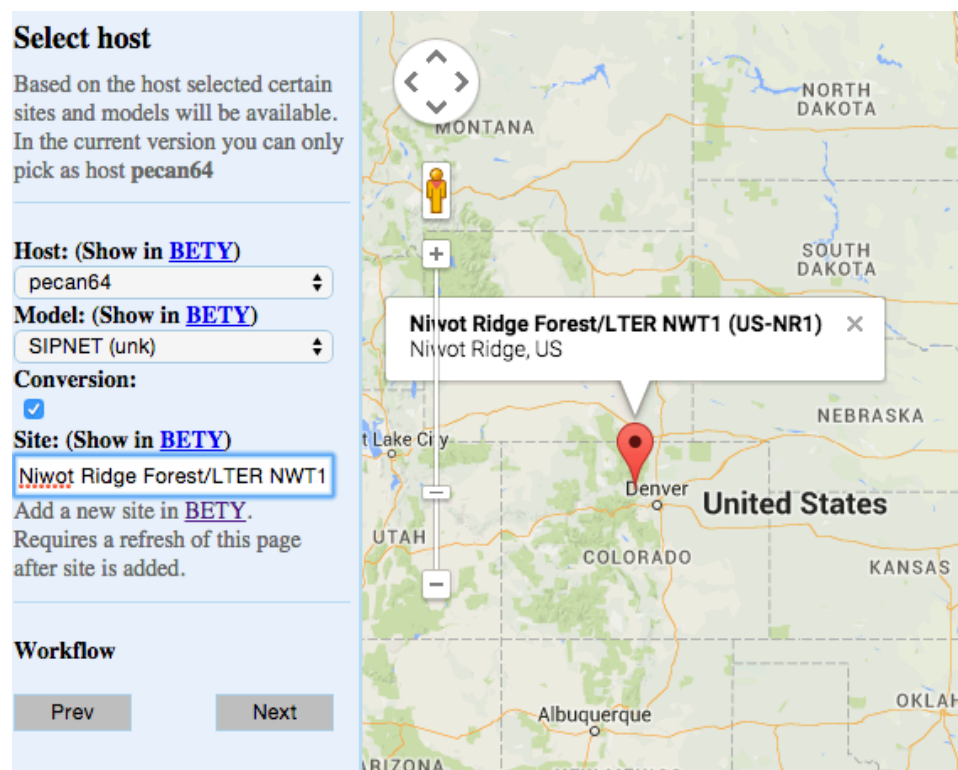 Select host
Based on the host selected certain
sites and models will be available.
In the current version you can only
pick as host pecan64
Host: (Show in BETY)
pecan64
Model: (Show in BETY)
SIPNET (unk)
Conversion:
Site: (Show in BETY)
Niwot Ridge Forest/LTER NWT1
Add a new site in BETY.
Requires a refresh of this page
after site is added.
Workflow
Prev
Next
NORTH
DAKOTA
MONTANA
SOUTH
DAKOTA
Niwot Ridge Forest/LTER NWT1 (US-NR1)
Niwot Ridge, US
NEBRASKA
t Lake City
Denver
United States
UTAH
COLORADO
KANSAS
OKLAH
Albuquerque
ARIZONA